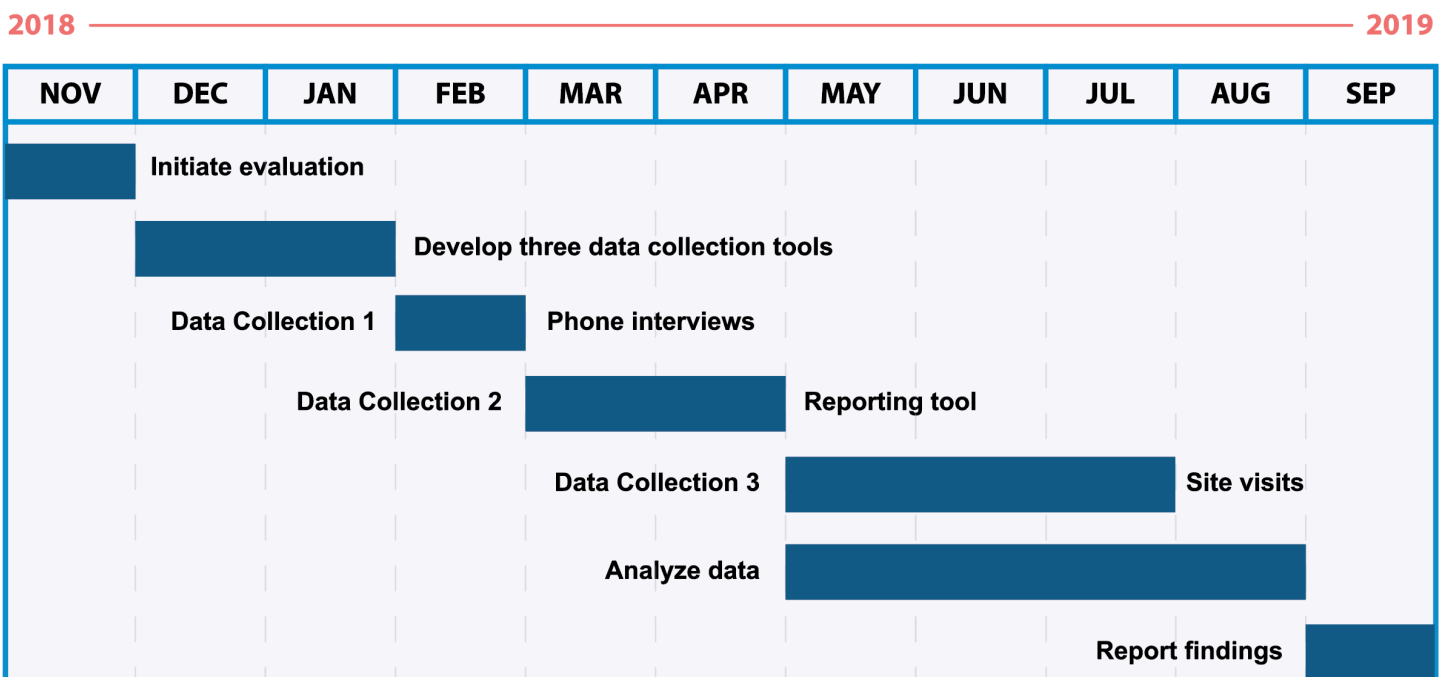 2018 2019
NOV DEC JAN FEB MAR APR MAY JUN JUL AUG SEP
Initiate evaluation
Develop three data collection tools
Data Collection 1 Phone interviews
Data Collection 2 Reporting tool
Data Collection 3 Site visits
Analyze data
Report findings